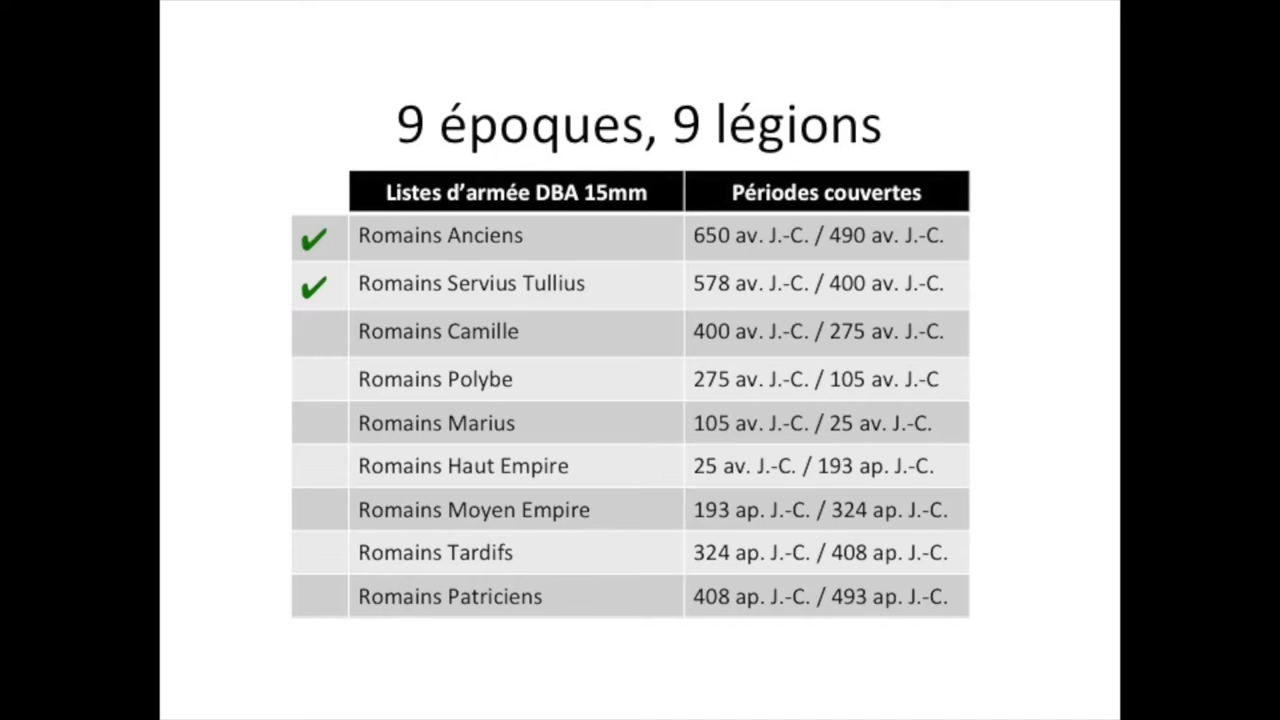 9 époques, 9 légions
Listes d’armée DBA 15mm Périodes couvertes
✔ Romains Anciens 650 av. J.-C. / 490 av. J.-C.
✔ Romains Servius Tullius 578 av. J.-C. / 400 av. J.-C.
Romains Camille 400 av. J.-C. / 275 av. J.-C.
Romains Polybe 275 av. J.-C. / 105 av. J.-C
Romains Marius 105 av. J.-C. / 25 av. J.-C.
Romains Haut Empire 25 av. J.-C. / 193 ap. J.-C.
Romains Moyen Empire 193 ap. J.-C. / 324 ap. J.-C.
Romains Tardifs 324 ap. J.-C. / 408 ap. J.-C.
Romains Patriciens 408 ap. J.-C. / 493 ap. J.-C.